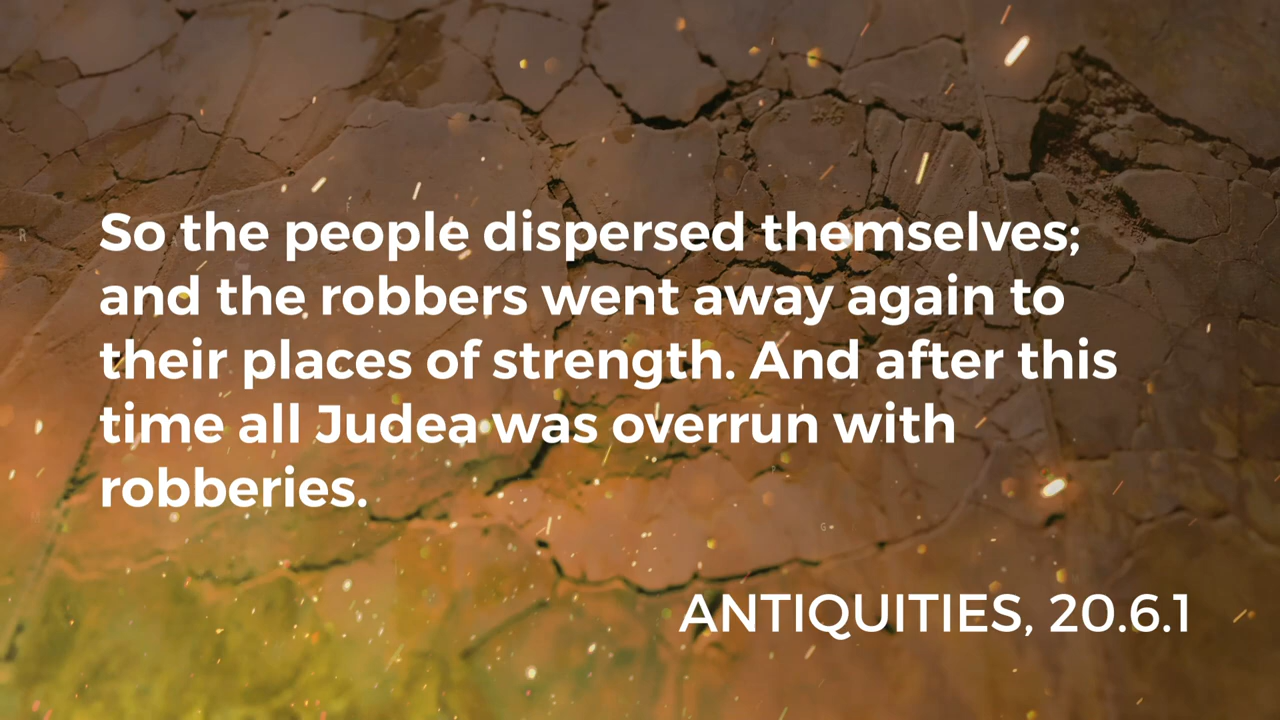 So the people dispersed themselves;
and the robbers went away again to
their places of strength. And after this
time all Judea was overrun with
robberies.
ANTIQUITIES, 20.6.1